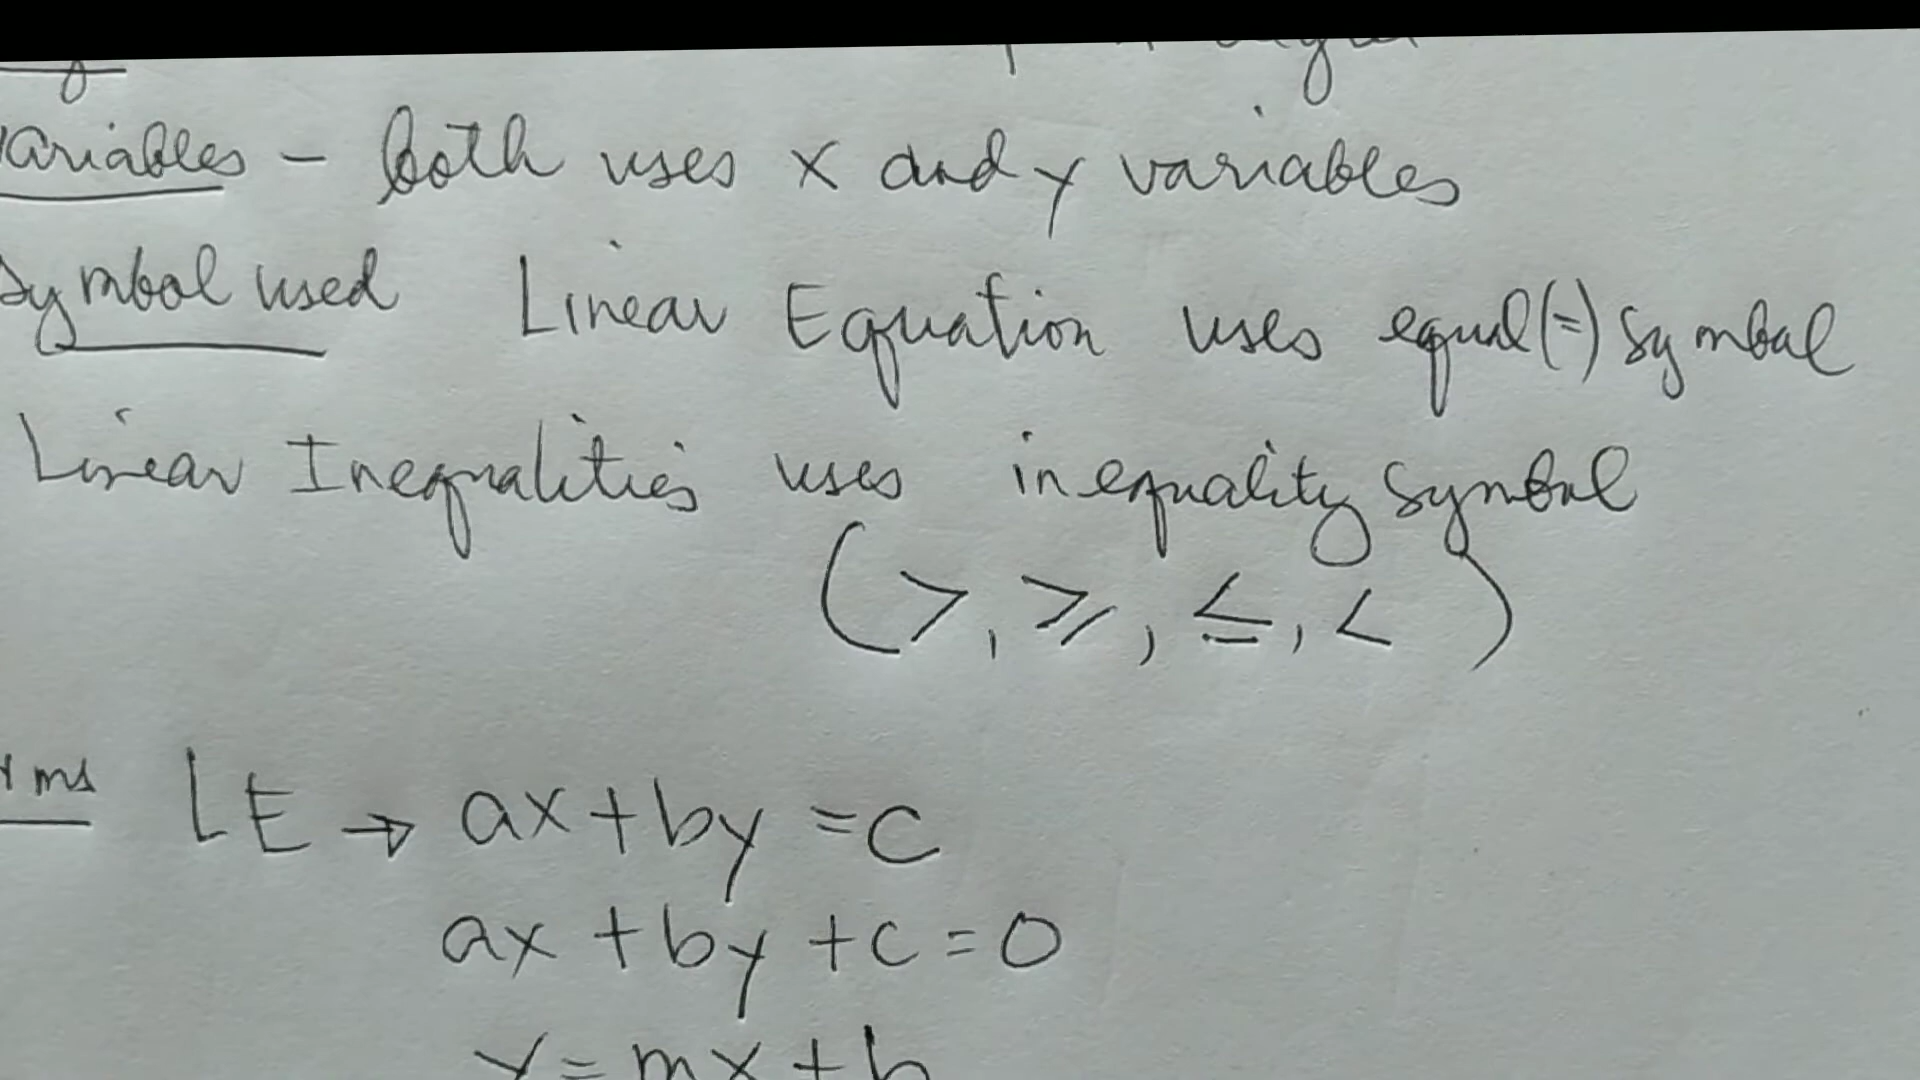 variables - both uses x and y variables
Symbol used Linear Equation uses equal(=) symbol
Linear Inequalities uses inequality symbol
(>, ⩾, ≤, <)
LE → ax+by=c
ax+by+c=0
y=mx+b